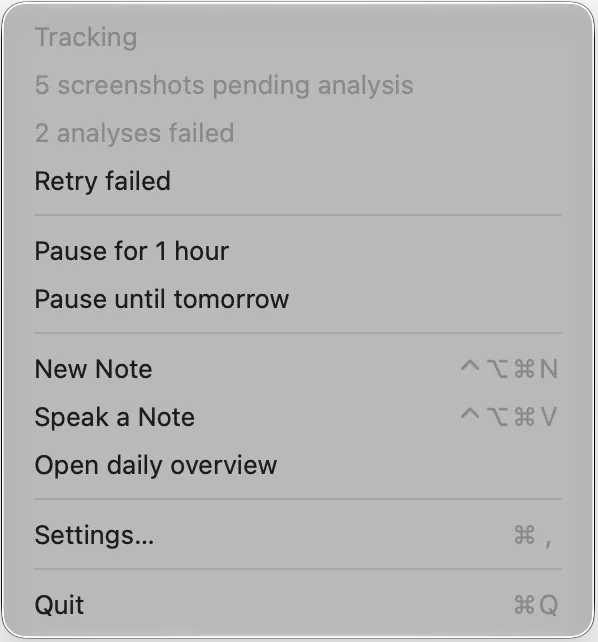 Tracking
5 screenshots pending analysis
2 analyses failed
Retry failed
Pause for 1 hour
Pause until tomorrow
New Note ^⌥⌘N
Speak a Note ^⌥⌘V
Open daily overview
Settings... ⌘,
Quit ⌘Q